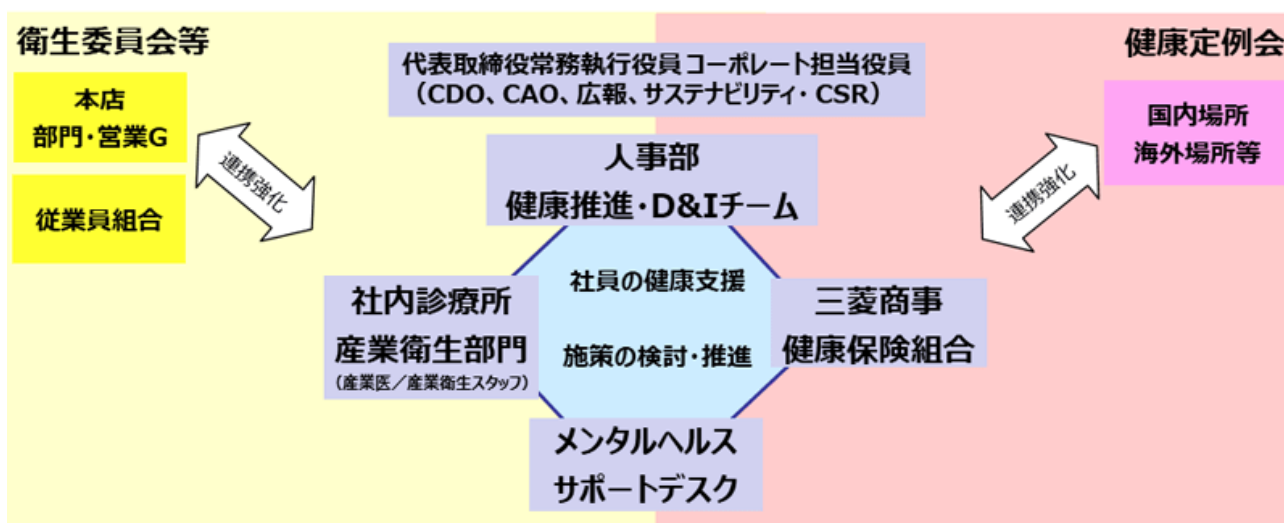 衛生委員会等
健康定例会
代表取締役常務執行役員コーポレート担当役員
（CDO、CAO、広報、サステナビリティ・CSR）
本店
部門・営業G
従業員組合
連携強化
国内場所
海外場所等
連携強化
人事部
健康推進・D&Iチーム
社員の健康支援
施策の検討・推進
社内診療所
産業衛生部門
（産業医／産業衛生スタッフ）
三菱商事
健康保険組合
メンタルヘルス
サポートデスク